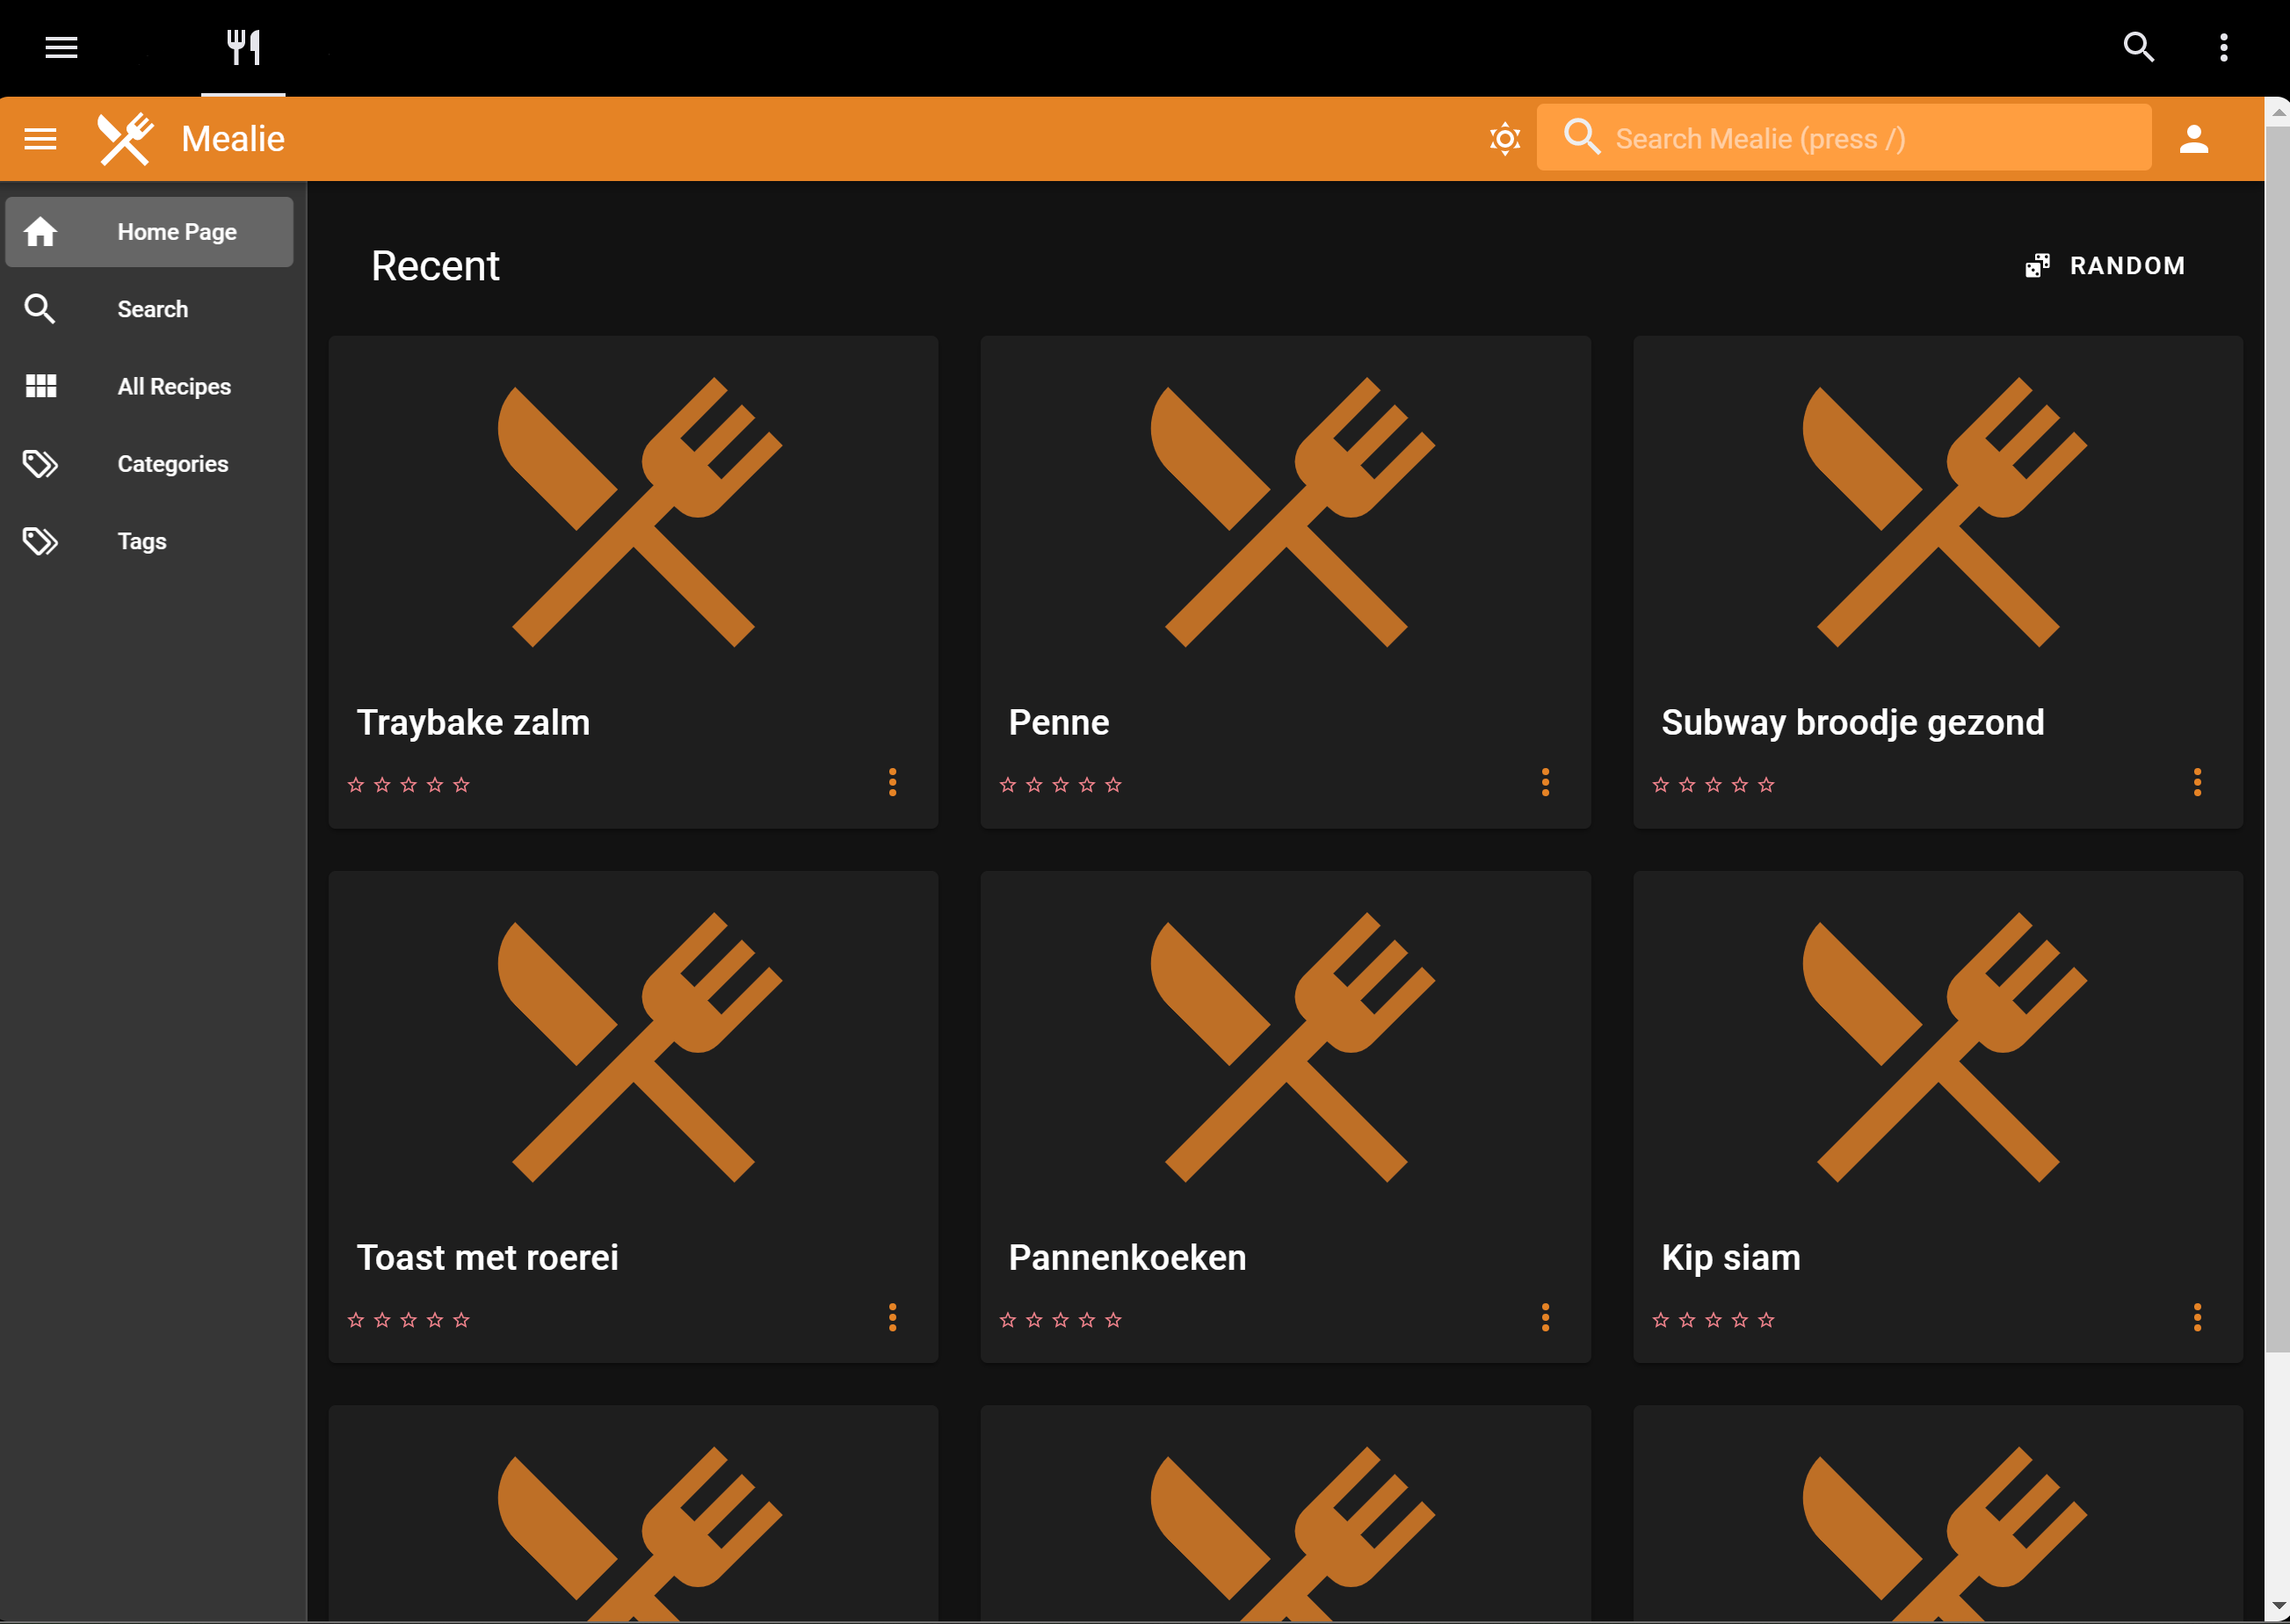 Mealie
Search Mealie (press /)
Home Page
Search
All Recipes
Categories
Tags
Recent
RANDOM
Traybake zalm
Penne
Subway broodje gezond
Toast met roerei
Pannenkoeken
Kip siam